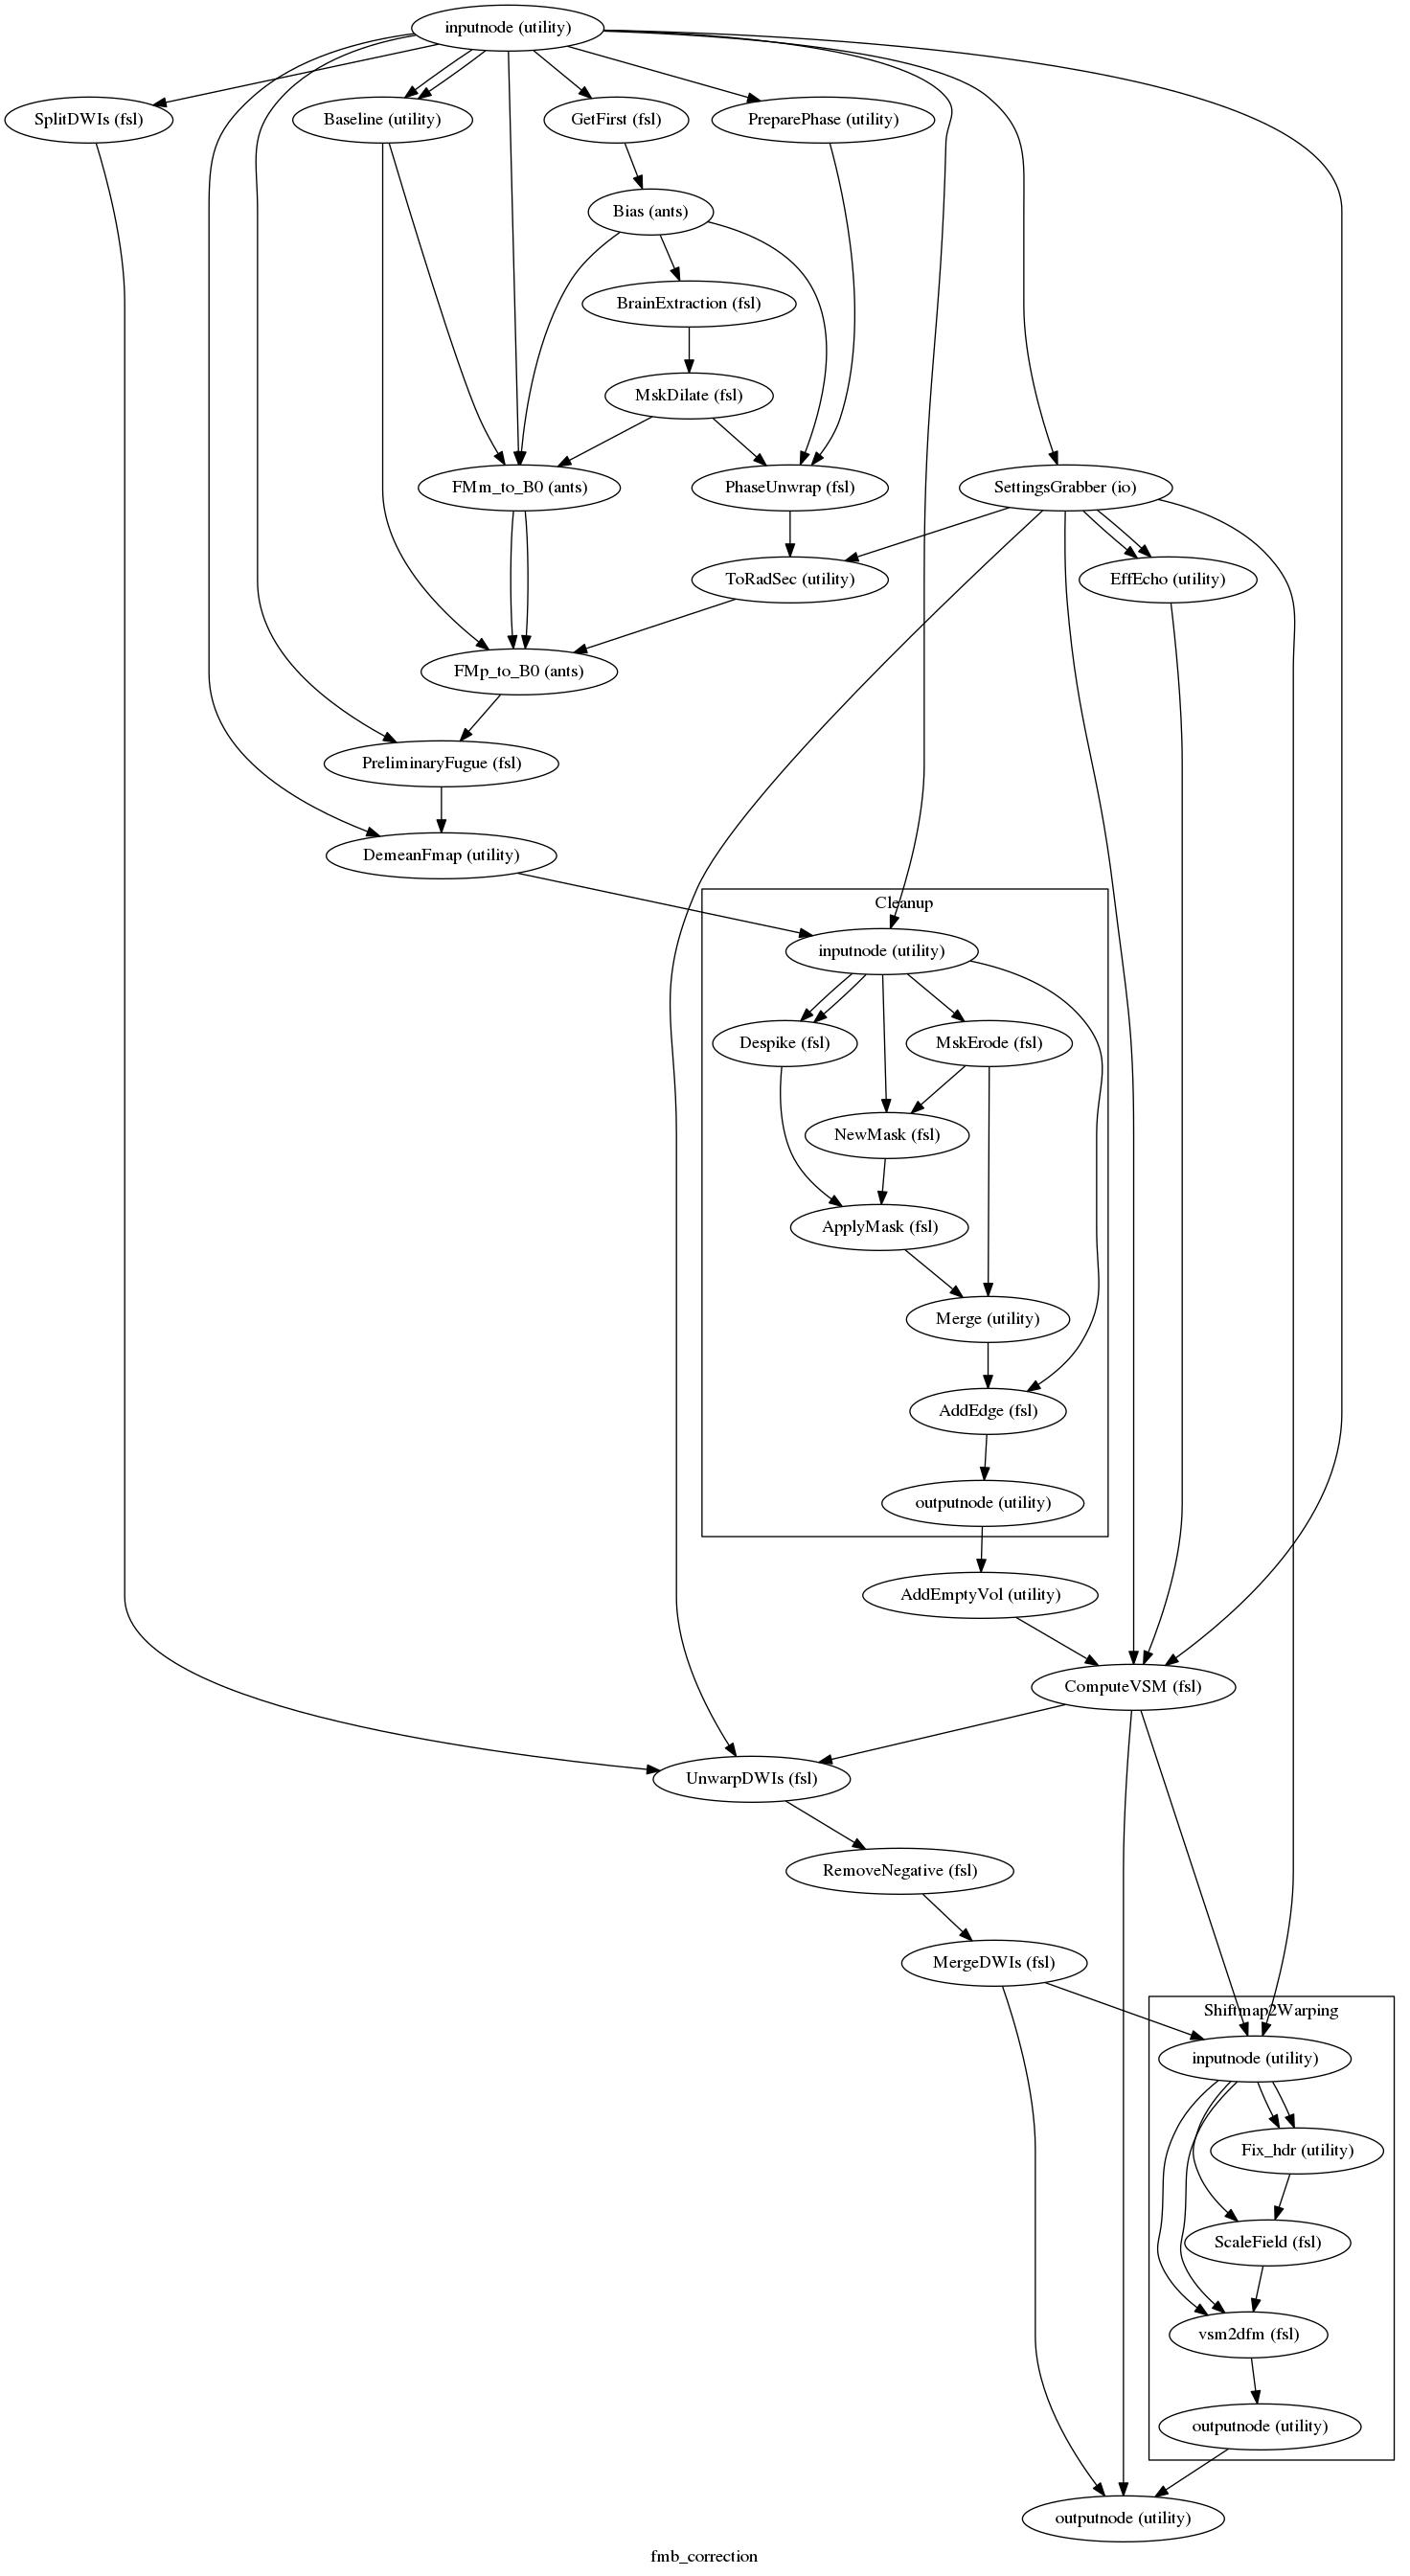 inputnode (utility)
SplitDWIs (fsl)
Baseline (utility)
GetFirst (fsl)
PreparePhase (utility)
Bias (ants)
BrainExtraction (fsl)
MskDilate (fsl)
FMm_to_B0 (ants)
PhaseUnwrap (fsl)
SettingsGrabber (io)
ToRadSec (utility)
EffEcho (utility)
FMp_to_B0 (ants)
PreliminaryFugue (fsl)
DemeanFmap (utility)
Cleanup
inputnode (utility)
Despike (fsl)
MskErode (fsl)
NewMask (fsl)
ApplyMask (fsl)
Merge (utility)
AddEdge (fsl)
outputnode (utility)
AddEmptyVol (utility)
ComputeVSM (fsl)
UnwarpDWIs (fsl)
RemoveNegative (fsl)
MergeDWIs (fsl)
Shiftmap2Warping
inputnode (utility)
Fix_hdr (utility)
ScaleField (fsl)
vsm2dfm (fsl)
outputnode (utility)
outputnode (utility)
fmb_correction